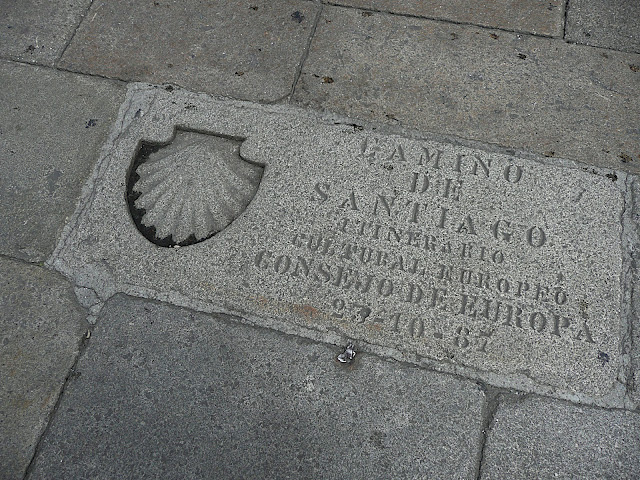 CAMINO
DE
SANTIAGO
ITINERARIO
CULTURAL EUROPEO
CONSEJO DE EUROPA
23-10-87